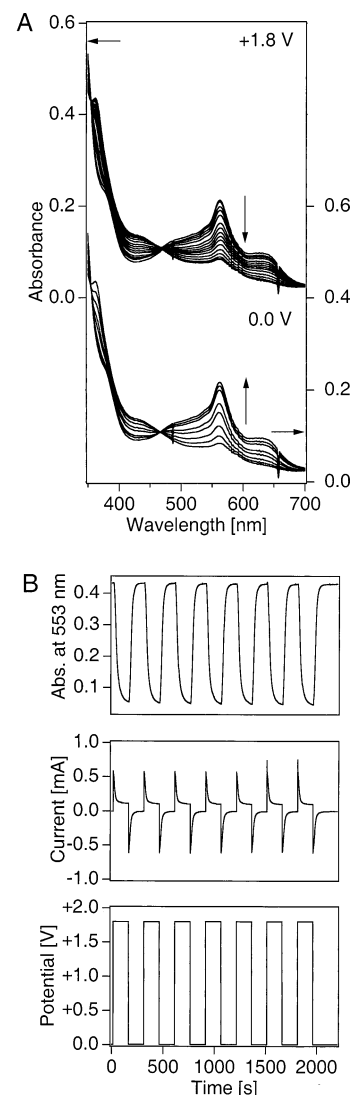 A
+1.8 V
0.6
0.4
0.2
0.0
Absorbance
0.6
0.4
0.2
0.0
0.0 V
400 500 600 700
Wavelength [nm]
B
Abs. at 553 nm
0.4
0.3
0.2
0.1
Current [mA]
1.0
0.5
0.0
-0.5
-1.0
Potential [V]
+2.0
+1.5
+1.0
+0.5
0.0
0 500 1000 1500 2000
Time [s]